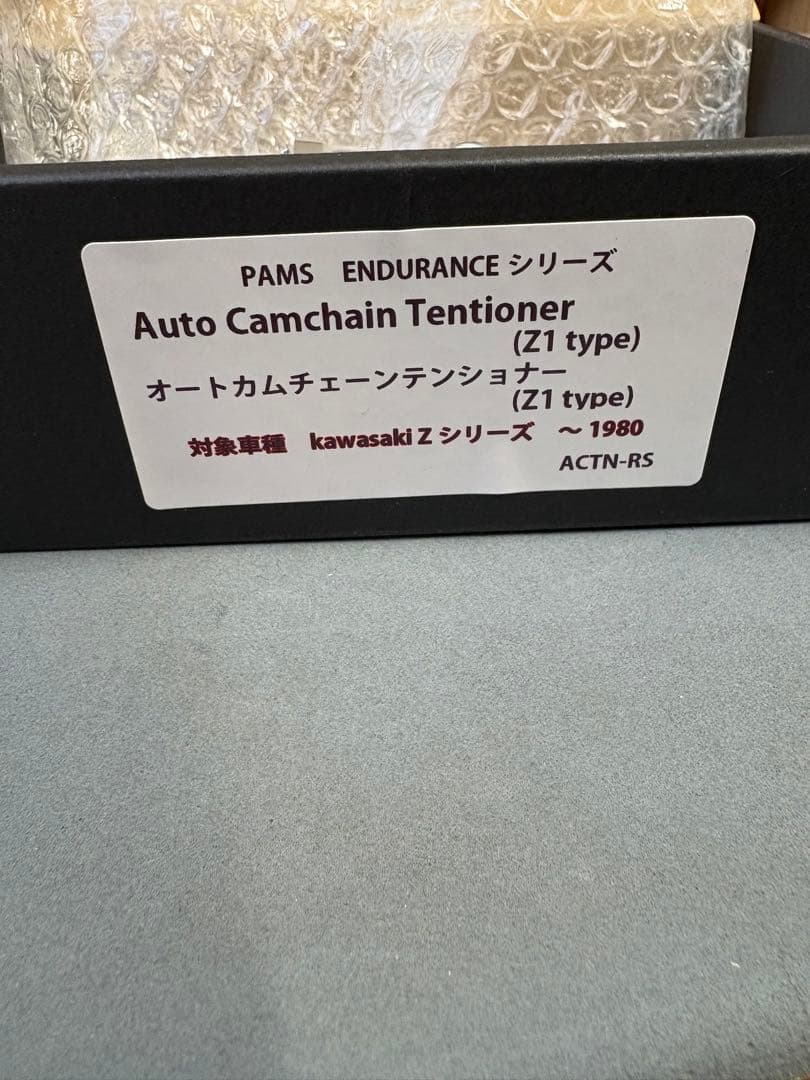 PAMS ENDURANCE シリーズ
Auto Camchain Tentioner
(Z1 type)
オートカムチェーンテンショナー
(Z1 type)
対象車種 kawasaki Z シリーズ ～1980
ACTN-RS